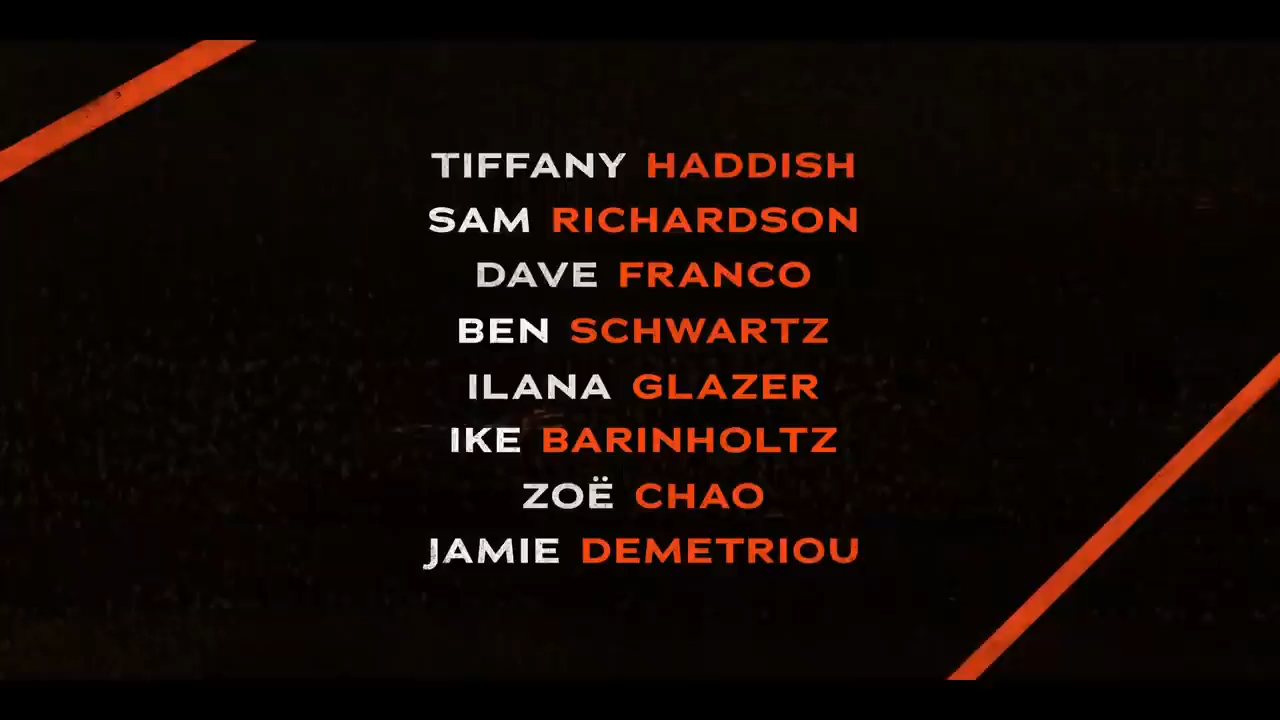 TIFFANY HADDISH
SAM RICHARDSON
DAVE FRANCO
BEN SCHWARTZ
ILANA GLAZER
IKE BARINHOLTZ
ZOË CHAO
JAMIE DEMETRIOU